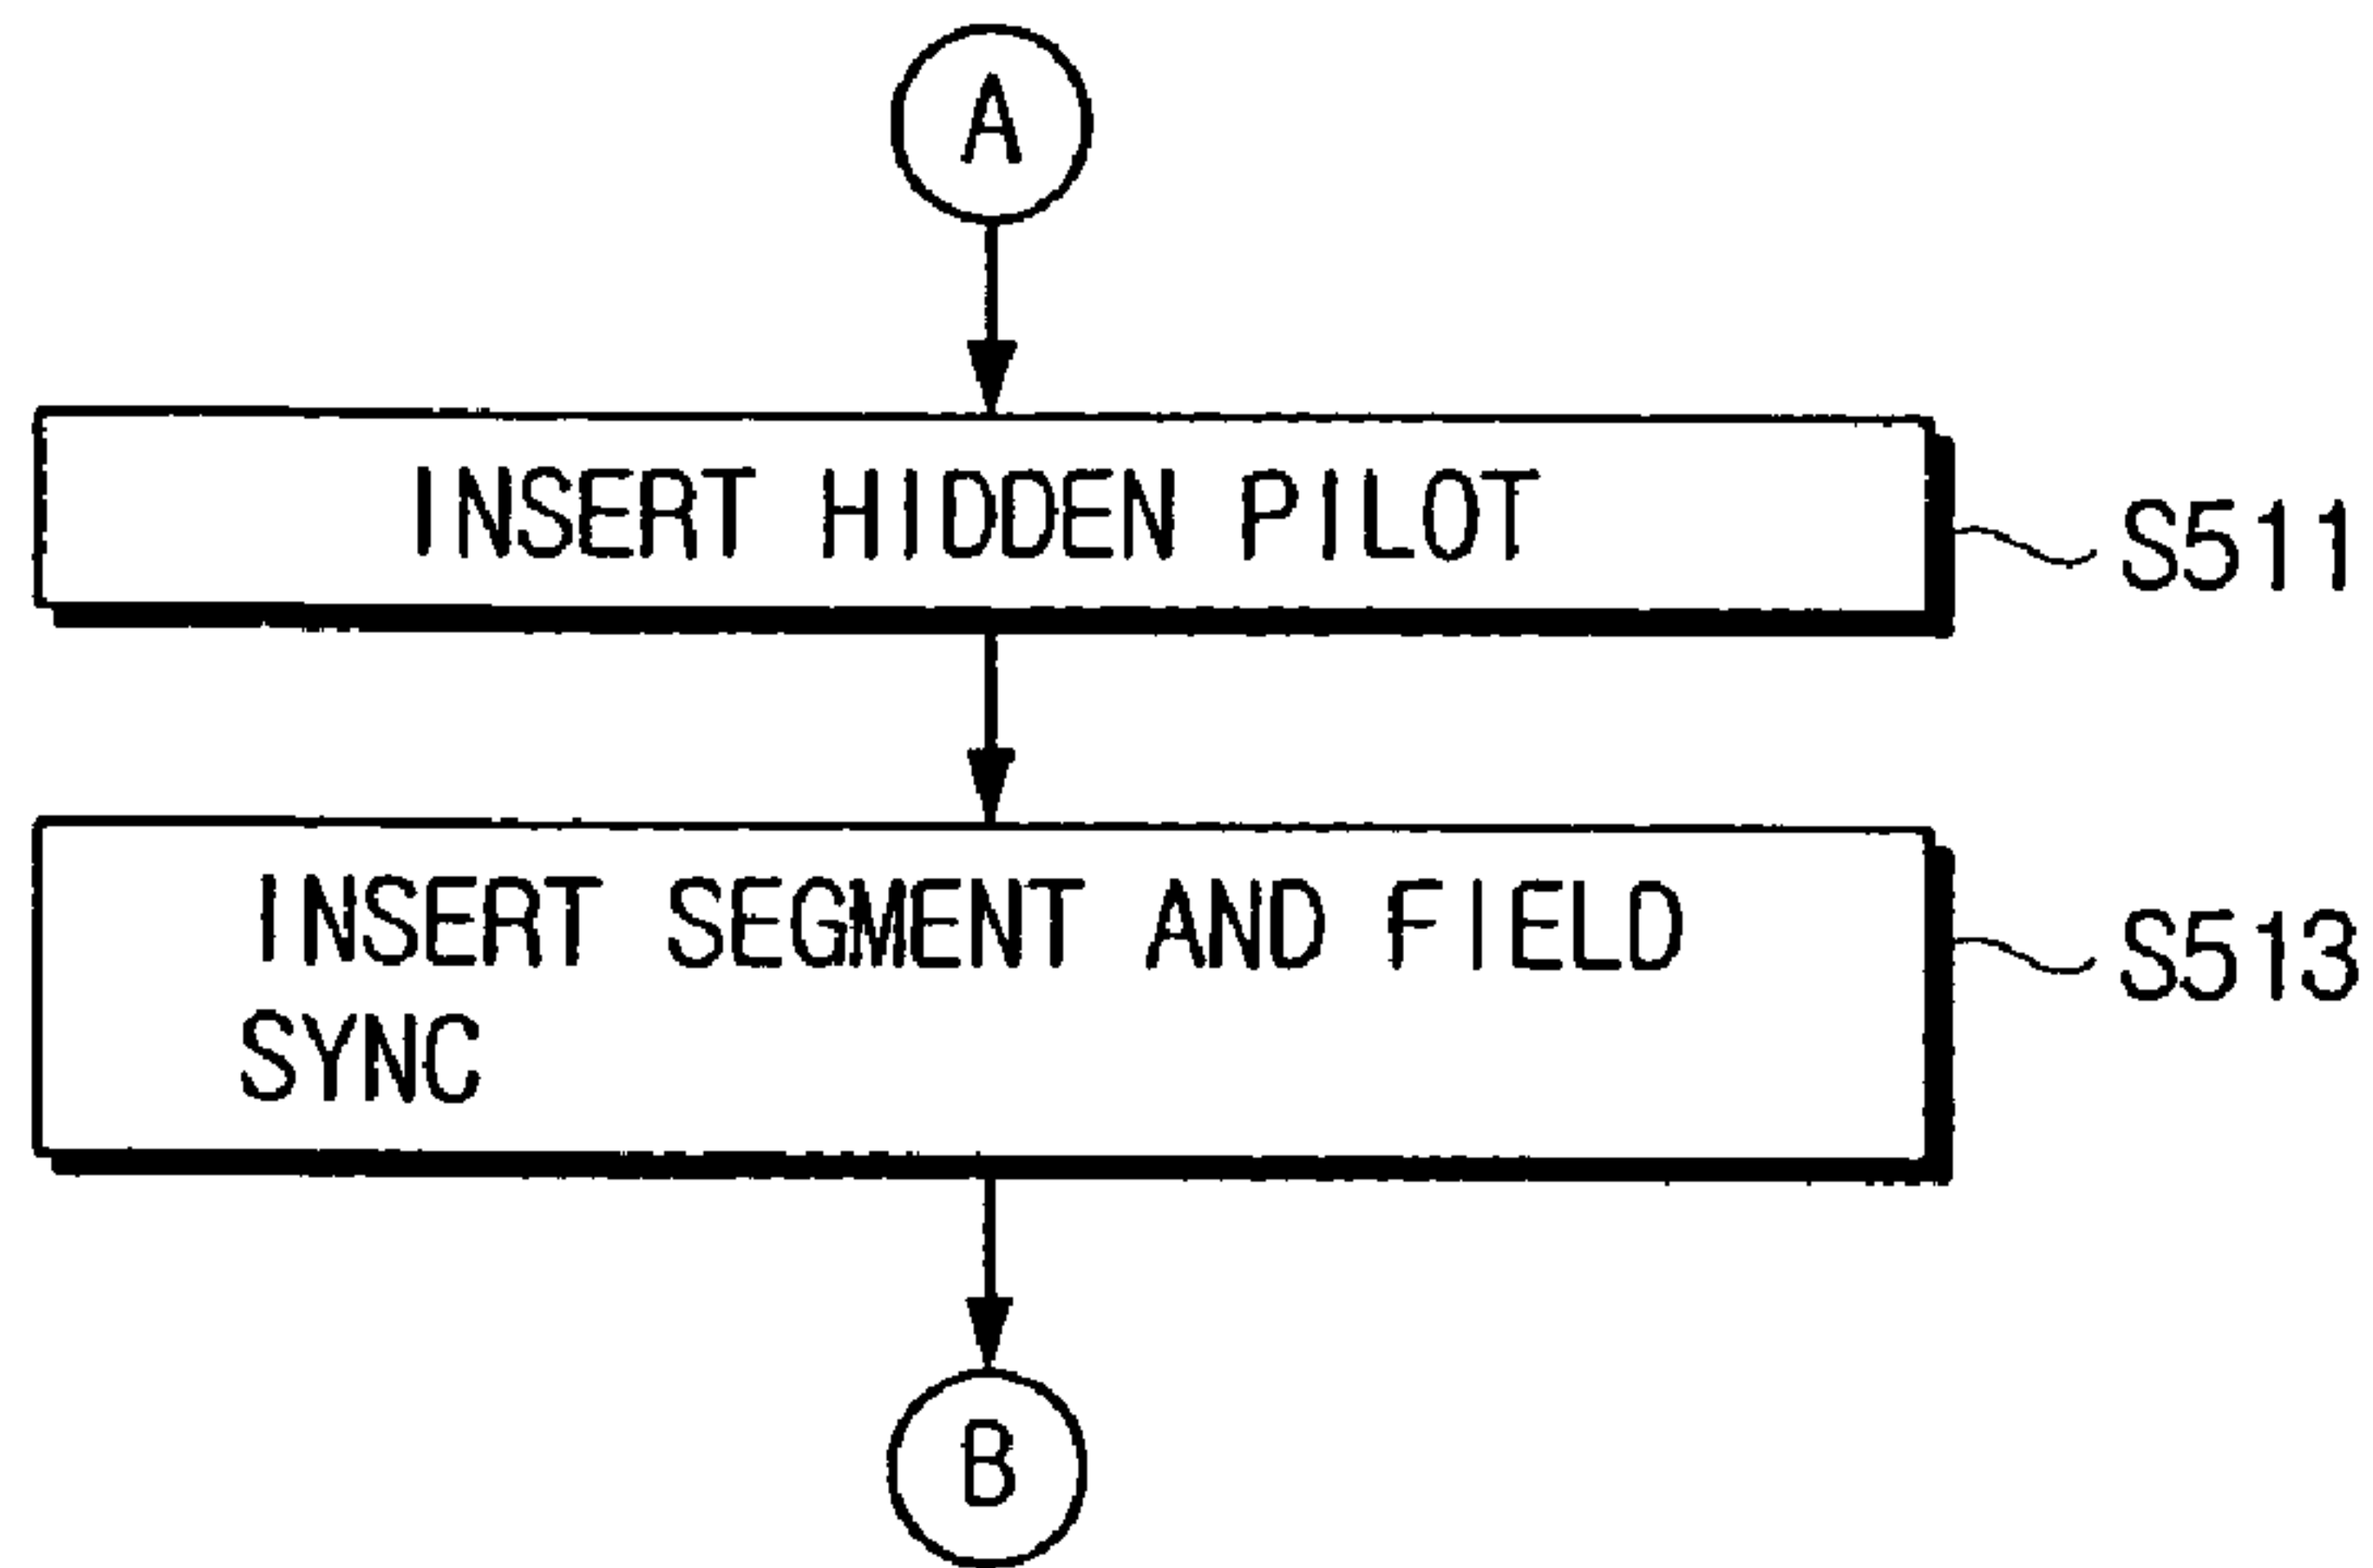 A
INSERT HIDDEN PILOT
S511
INSERT SEGMENT AND FIELD
SYNC
S513
B